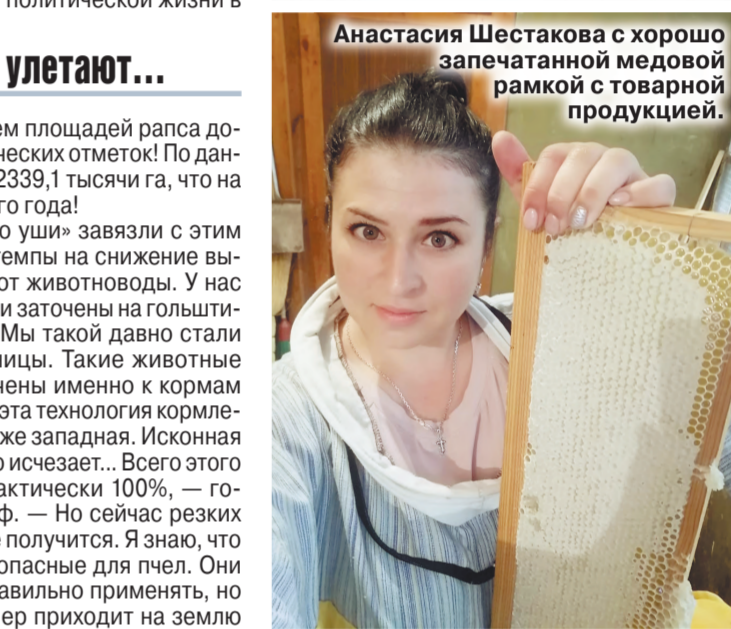 политической жизни в
улетают...
ем площадей рапса до-
ческих отметок! По дан-
2339,1 тысячи га, что на
го года!
о уши» завязли с этим
темпы на снижение вы-
от животноводы. У нас
и заточены на гольшти-
Мы такой давно стали
ницы. Такие животные
чены именно к кормам
эта технология кормле-
же западная. Исконная
о исчезает... Всего этого
актически 100%, — го-
ф. — Но сейчас резких
получится. Я знаю, что
опасные для пчел. Они
авильно применять, но
ер приходит на землю
Анастасия Шестакова с хорошо
запечатанной медовой
рамкой с товарной
продукцией.